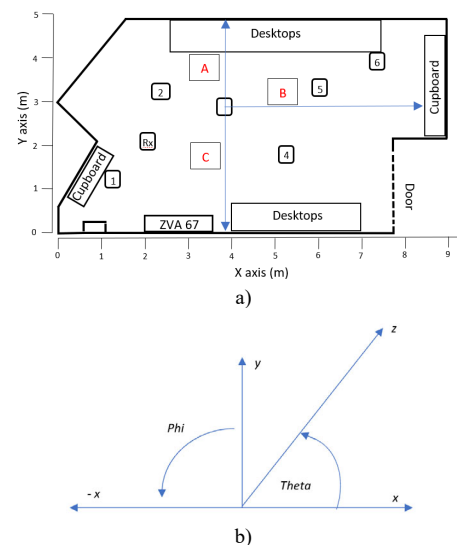 5
4
3
2
1
0
Y axis (m)
Desktops
A
B
C
2
Rx
1
5
6
4
Cupboard
Cupboard
Door
ZVA 67
Desktops
0 1 2 3 4 5 6 7 8 9
X axis (m)
a)
z
y
Phi
Theta
- x
x
b)